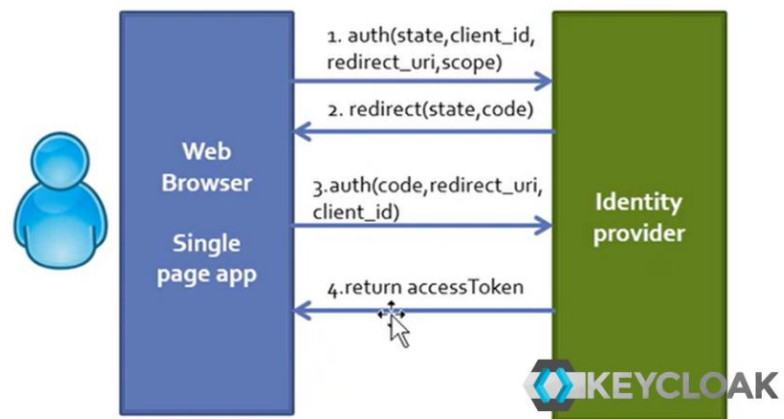 1. auth(state,client_id,
redirect_uri,scope)
2. redirect(state,code)
Web
Browser
Single
page app
3.auth(code,redirect_uri,
client_id)
Identity
provider
4.return accessToken
KEYCLOAK